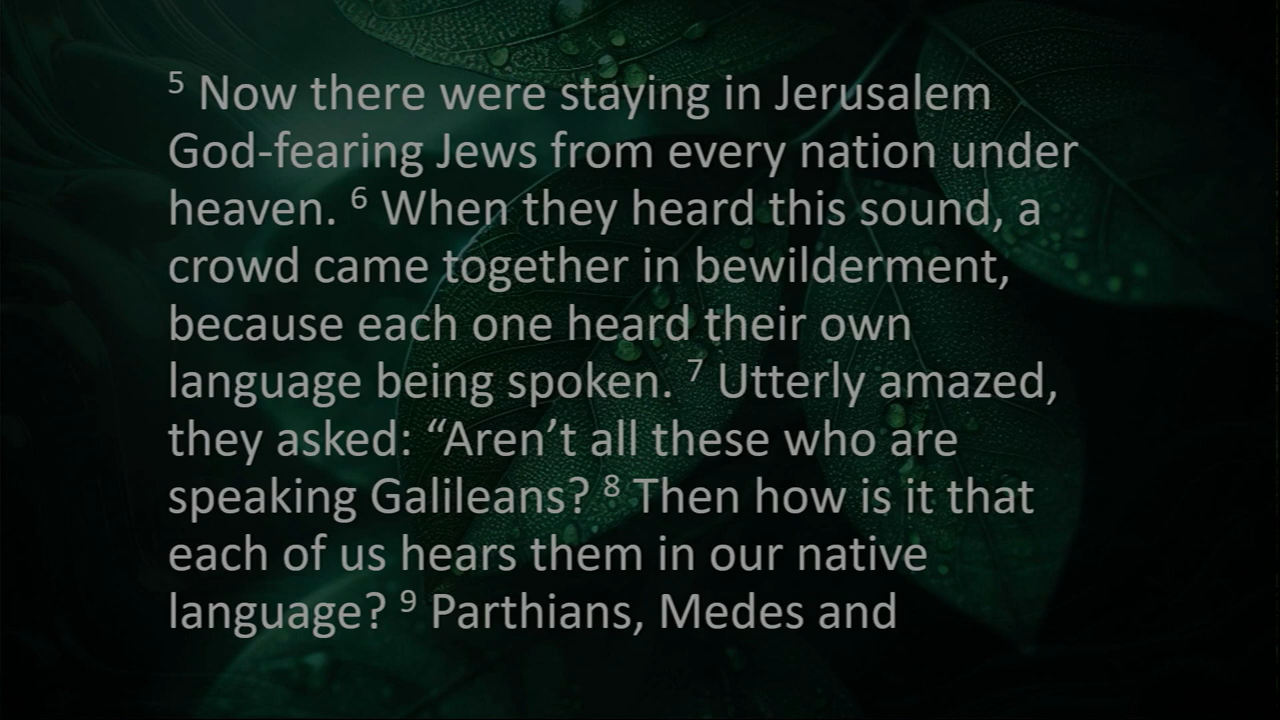 ⁵ Now there were staying in Jerusalem
God-fearing Jews from every nation under
heaven. ⁶ When they heard this sound, a
crowd came together in bewilderment,
because each one heard their own
language being spoken. ⁷ Utterly amazed,
they asked: “Aren’t all these who are
speaking Galileans? ⁸ Then how is it that
each of us hears them in our native
language? ⁹ Parthians, Medes and